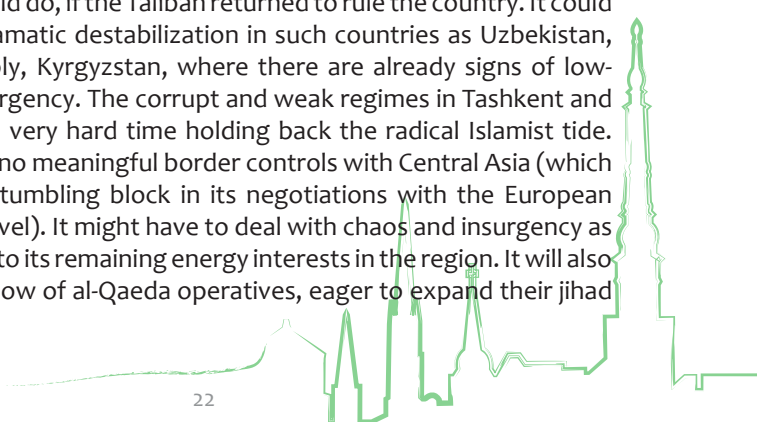 ld do, if the Taliban returned to rule the country. It could
amatic destabilization in such countries as Uzbekistan,
ly, Kyrgyzstan, where there are already signs of low-
rgency. The corrupt and weak regimes in Tashkent and
very hard time holding back the radical Islamist tide.
no meaningful border controls with Central Asia (which
tumbling block in its negotiations with the European
vel). It might have to deal with chaos and insurgency as
to its remaining energy interests in the region. It will also
ow of al-Qaeda operatives, eager to expand their jihad
22